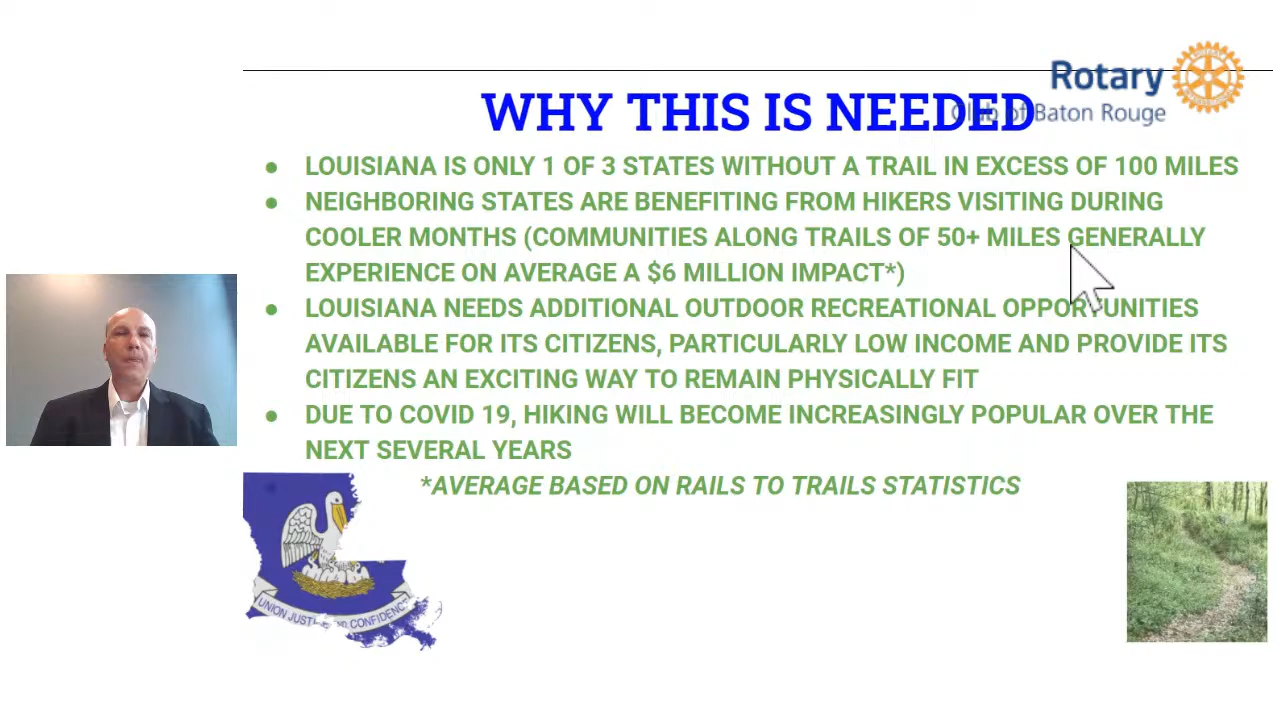 Rotary
Club of Baton Rouge
WHY THIS IS NEEDED
● LOUISIANA IS ONLY 1 OF 3 STATES WITHOUT A TRAIL IN EXCESS OF 100 MILES
● NEIGHBORING STATES ARE BENEFITING FROM HIKERS VISITING DURING
COOLER MONTHS (COMMUNITIES ALONG TRAILS OF 50+ MILES GENERALLY
EXPERIENCE ON AVERAGE A $6 MILLION IMPACT*)
● LOUISIANA NEEDS ADDITIONAL OUTDOOR RECREATIONAL OPPORTUNITIES
AVAILABLE FOR ITS CITIZENS, PARTICULARLY LOW INCOME AND PROVIDE ITS
CITIZENS AN EXCITING WAY TO REMAIN PHYSICALLY FIT
● DUE TO COVID 19, HIKING WILL BECOME INCREASINGLY POPULAR OVER THE
NEXT SEVERAL YEARS
*AVERAGE BASED ON RAILS TO TRAILS STATISTICS
UNION CONFIDENCE